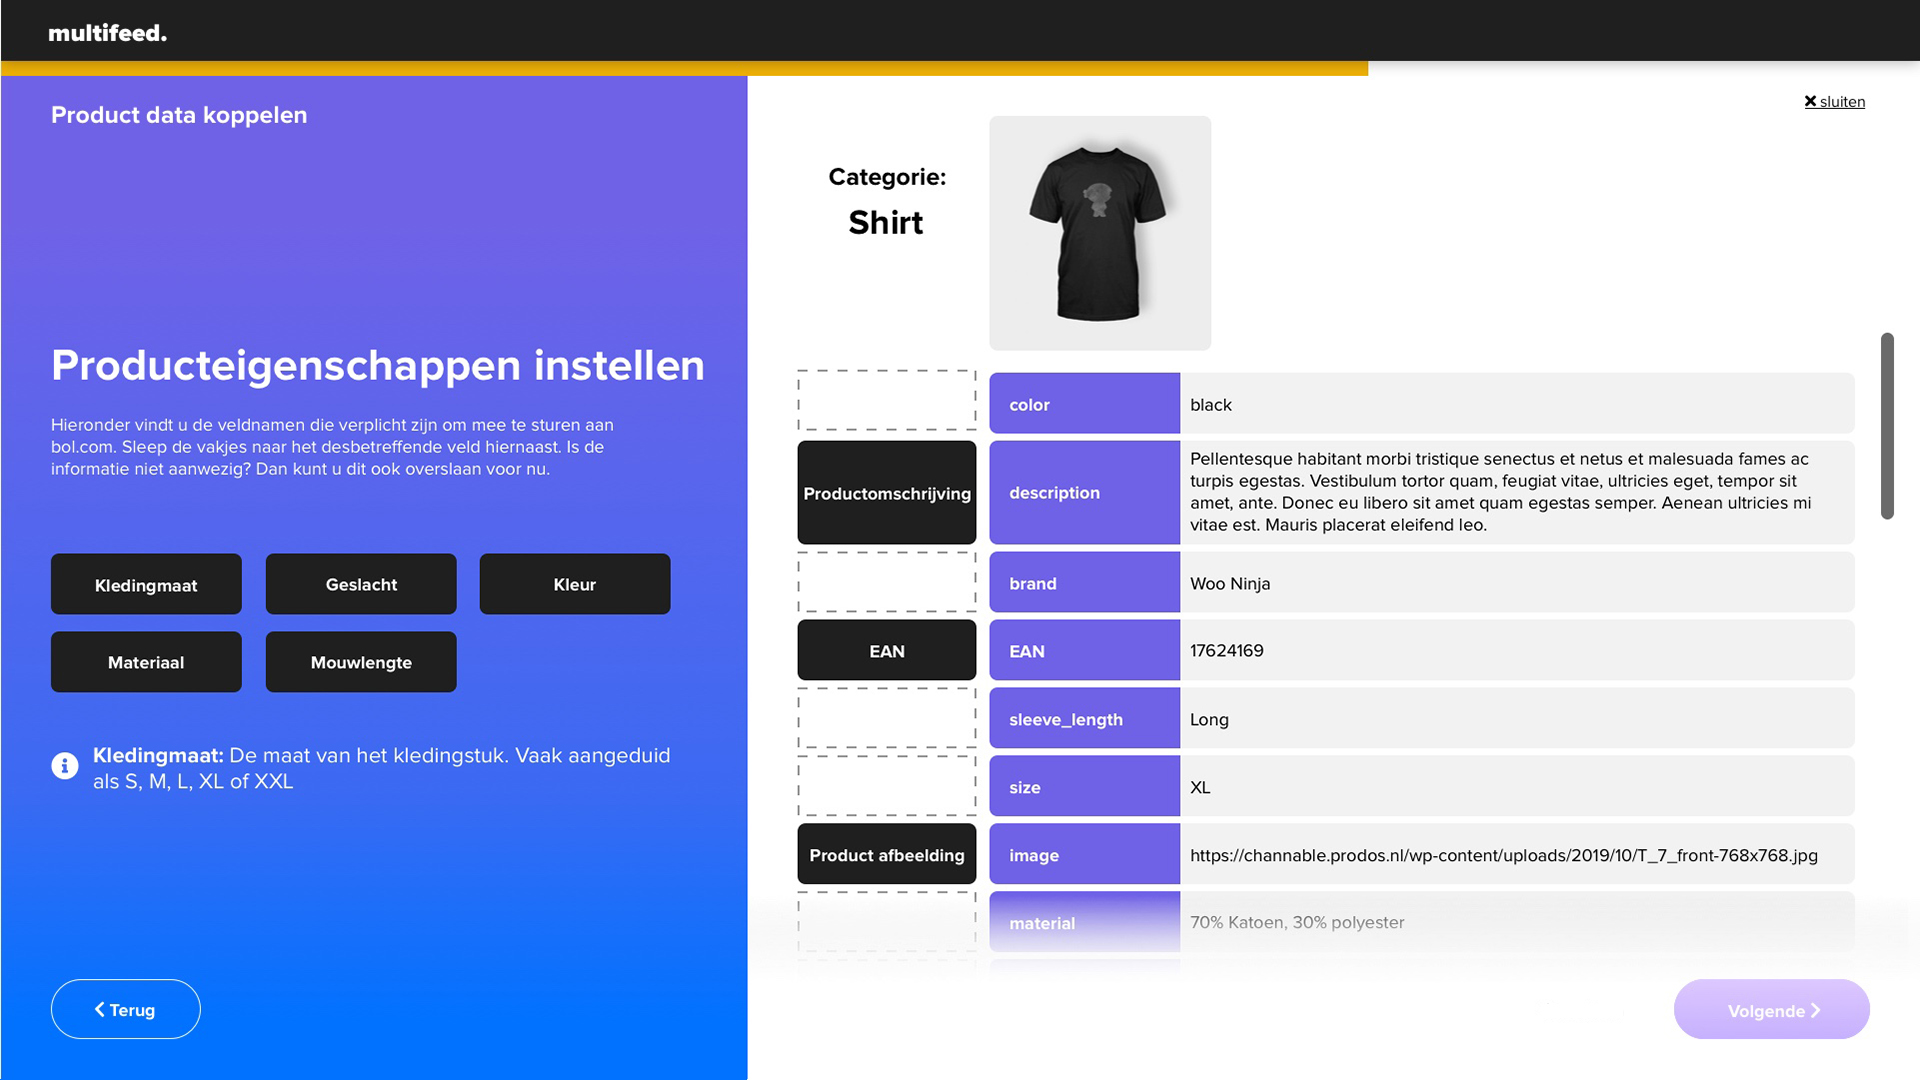 multifeed.
Product data koppelen
sluiten
Categorie:
Shirt
Producteigenschappen instellen
Hieronder vindt u de veldnamen die verplicht zijn om mee te sturen aan
bol.com. Sleep de vakjes naar het desbetreffende veld hiernaast. Is de
informatie niet aanwezig? Dan kunt u dit ook overslaan voor nu.
Kledingmaat
Geslacht
Kleur
Materiaal
Mouwlengte
Kledingmaat: De maat van het kledingstuk. Vaak aangeduid
als S, M, L, XL of XXL
Terug
color
black
Productomschrijving
description
Pellentesque habitant morbi tristique senectus et netus et malesuada fames ac
turpis egestas. Vestibulum tortor quam, feugiat vitae, ultricies eget, tempor sit
amet, ante. Donec eu libero sit amet quam egestas semper. Aenean ultricies mi
vitae est. Mauris placerat eleifend leo.
brand
Woo Ninja
EAN
EAN
17624169
sleeve_length
Long
size
XL
Product afbeelding
image
https://channable.prodos.nl/wp-content/uploads/2019/10/T_7_front-768x768.jpg
material
70% Katoen, 30% polyester
Volgende